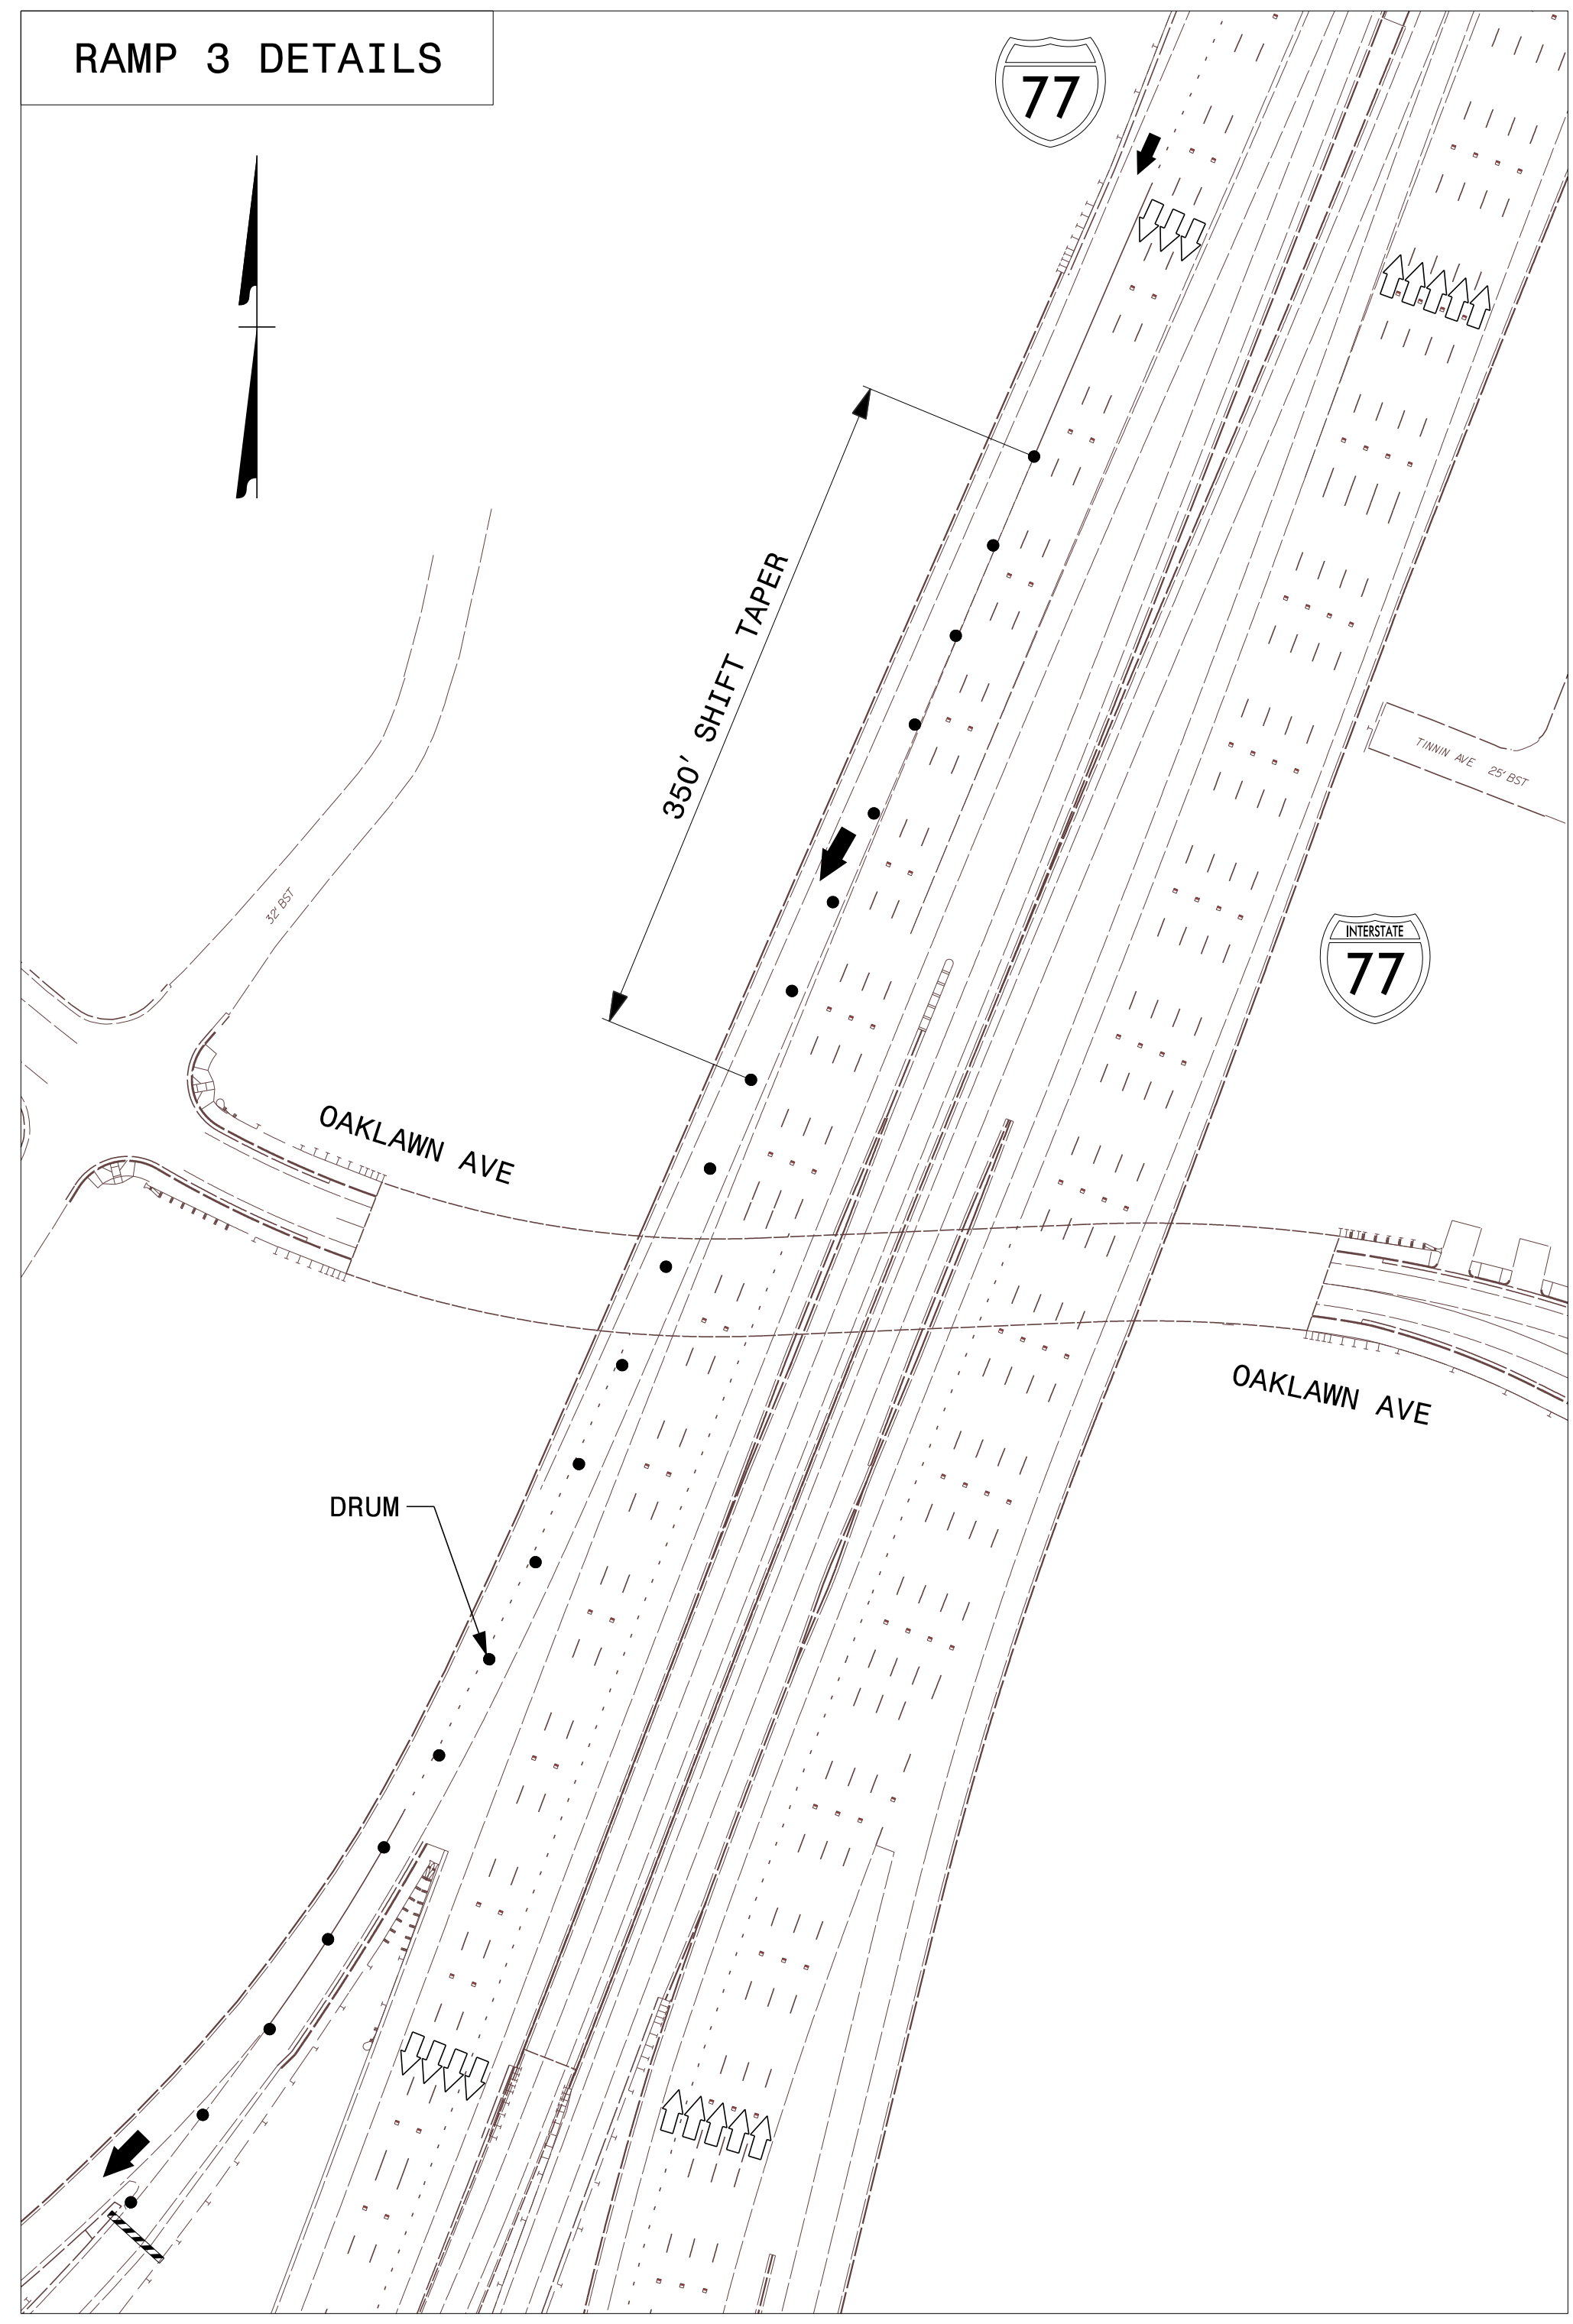 RAMP 3 DETAILS
77
350' SHIFT TAPER
TINNIN AVE 25' BST
32' BST
INTERSTATE
77
OAKLAWN AVE
OAKLAWN AVE
DRUM